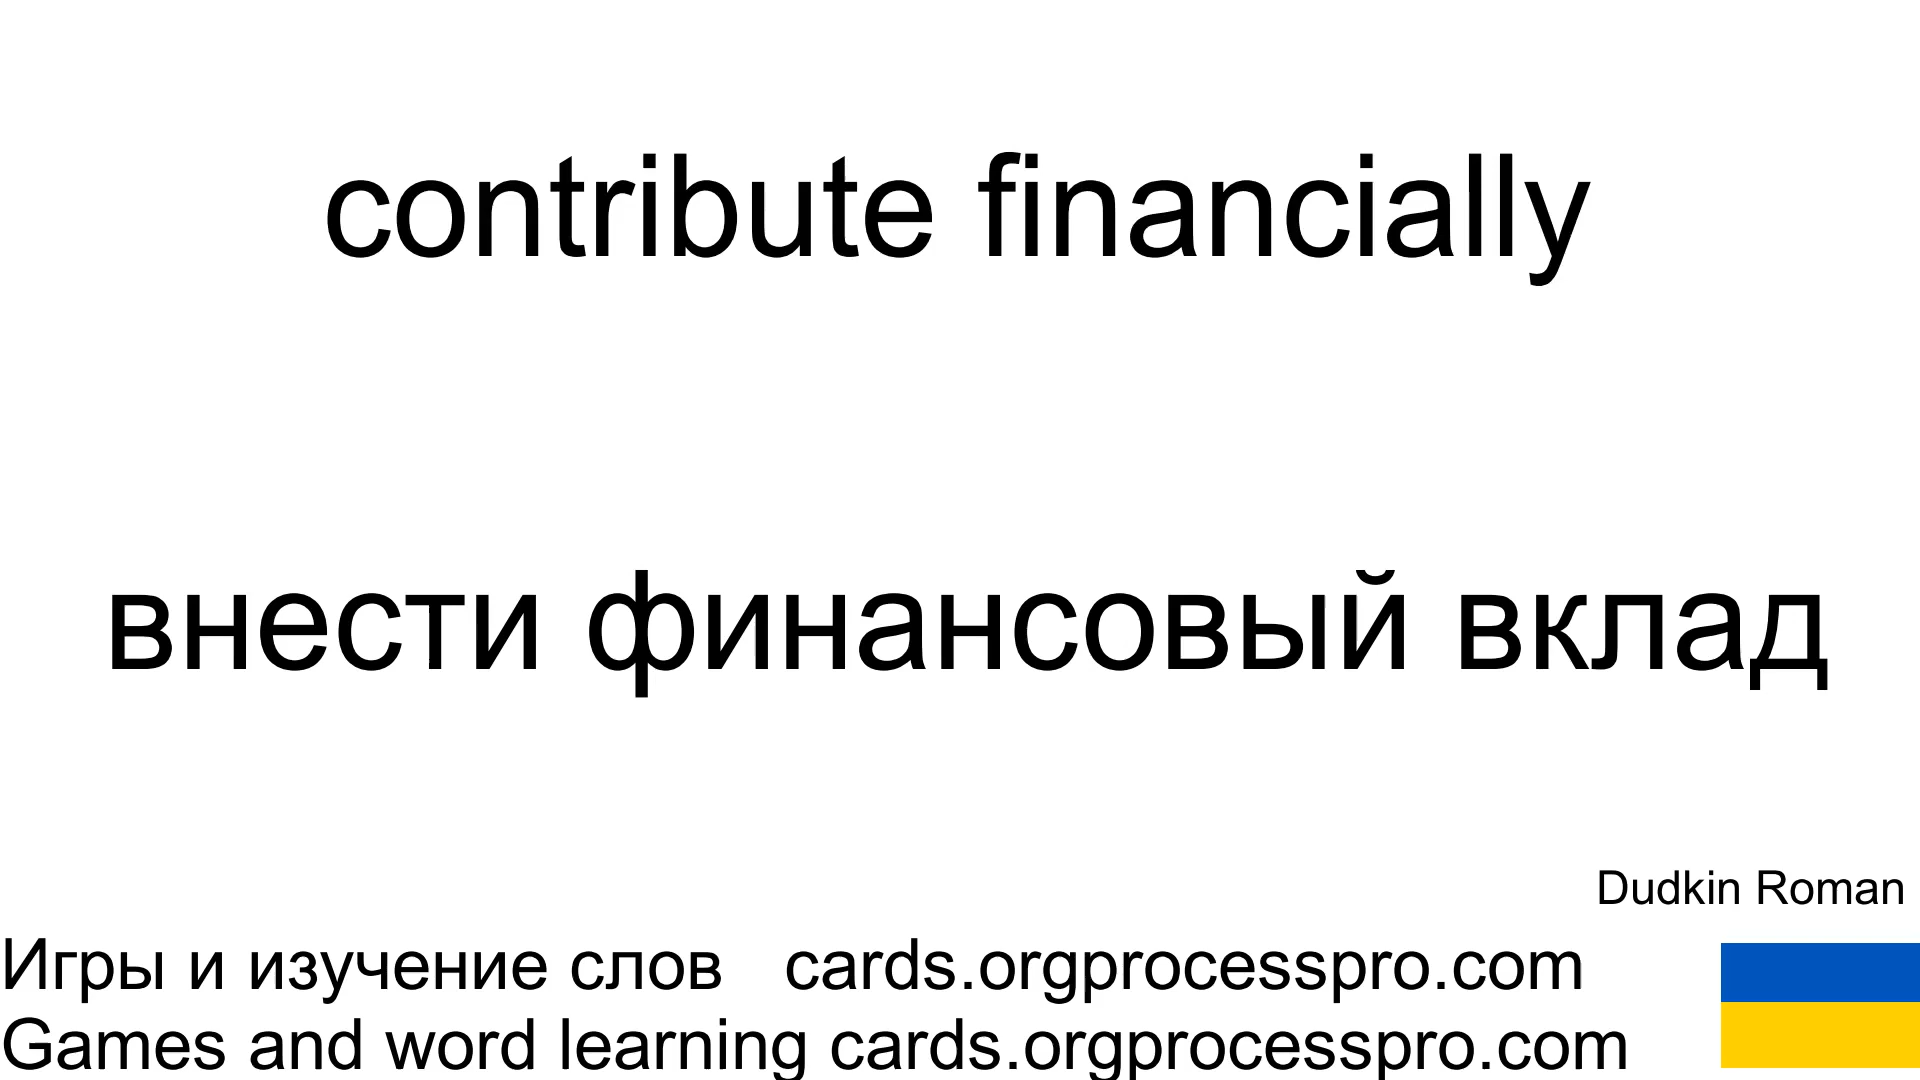 contribute financially
внести финансовый вклад
Dudkin Roman
Игры и изучение слов cards.orgprocesspro.com
Games and word learning cards.orgprocesspro.com